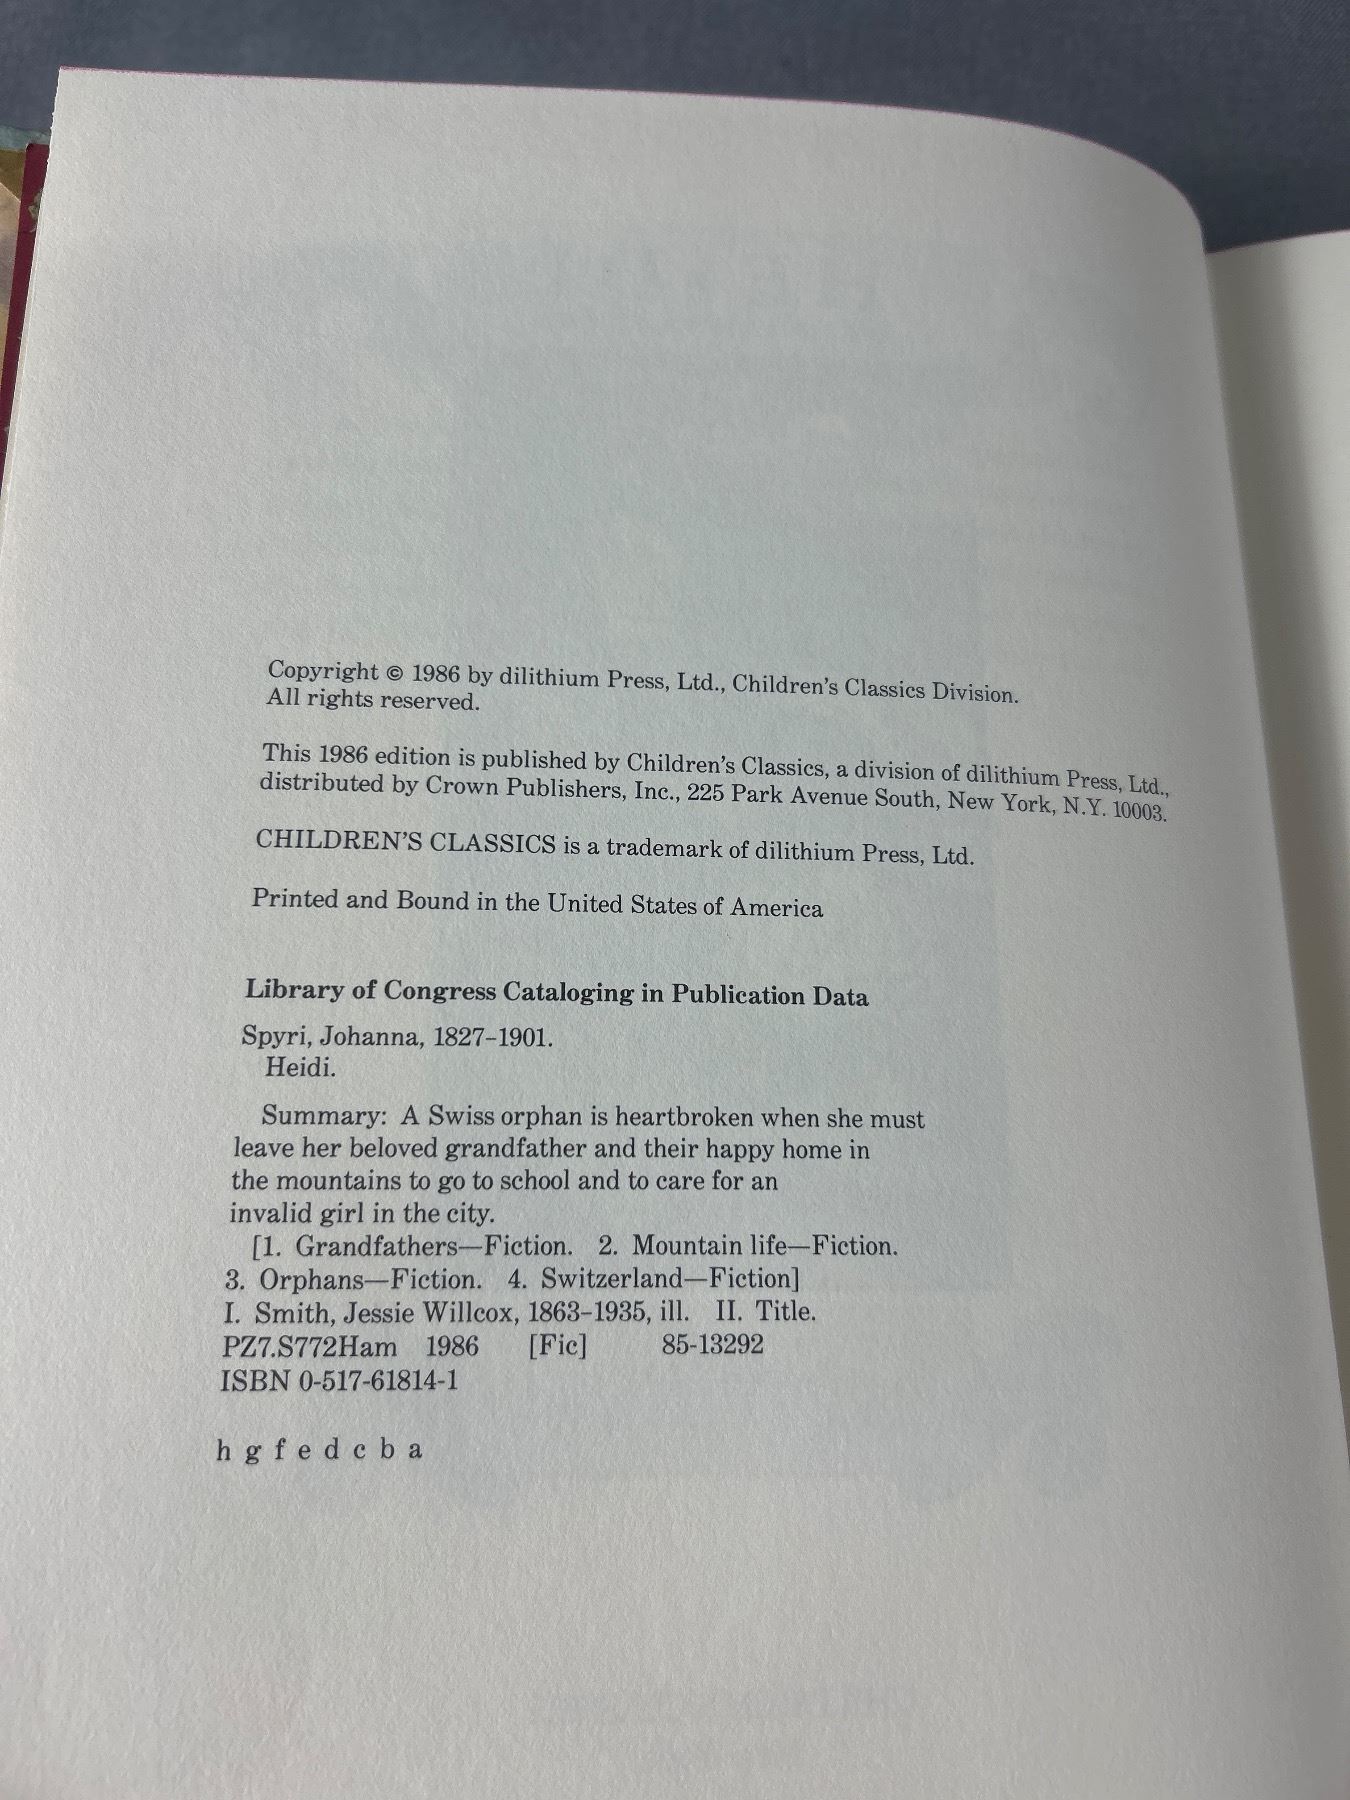 Copyright © 1986 by dilithium Press, Ltd., Children's Classics Division.
All rights reserved.
This 1986 edition is published by Children's Classics, a division of dilithium Press, Ltd.,
distributed by Crown Publishers, Inc., 225 Park Avenue South, New York, N.Y. 10003.
CHILDREN'S CLASSICS is a trademark of dilithium Press, Ltd.
Printed and Bound in the United States of America
Library of Congress Cataloging in Publication Data
Spyri, Johanna, 1827–1901.
Heidi.
Summary: A Swiss orphan is heartbroken when she must
leave her beloved grandfather and their happy home in
the mountains to go to school and to care for an
invalid girl in the city.
[1. Grandfathers—Fiction. 2. Mountain life—Fiction.
3. Orphans—Fiction. 4. Switzerland—Fiction]
I. Smith, Jessie Willcox, 1863–1935, ill. II. Title.
PZ7.S772Ham 1986 [Fic] 85-13292
ISBN 0-517-61814-1
h g f e d c b a